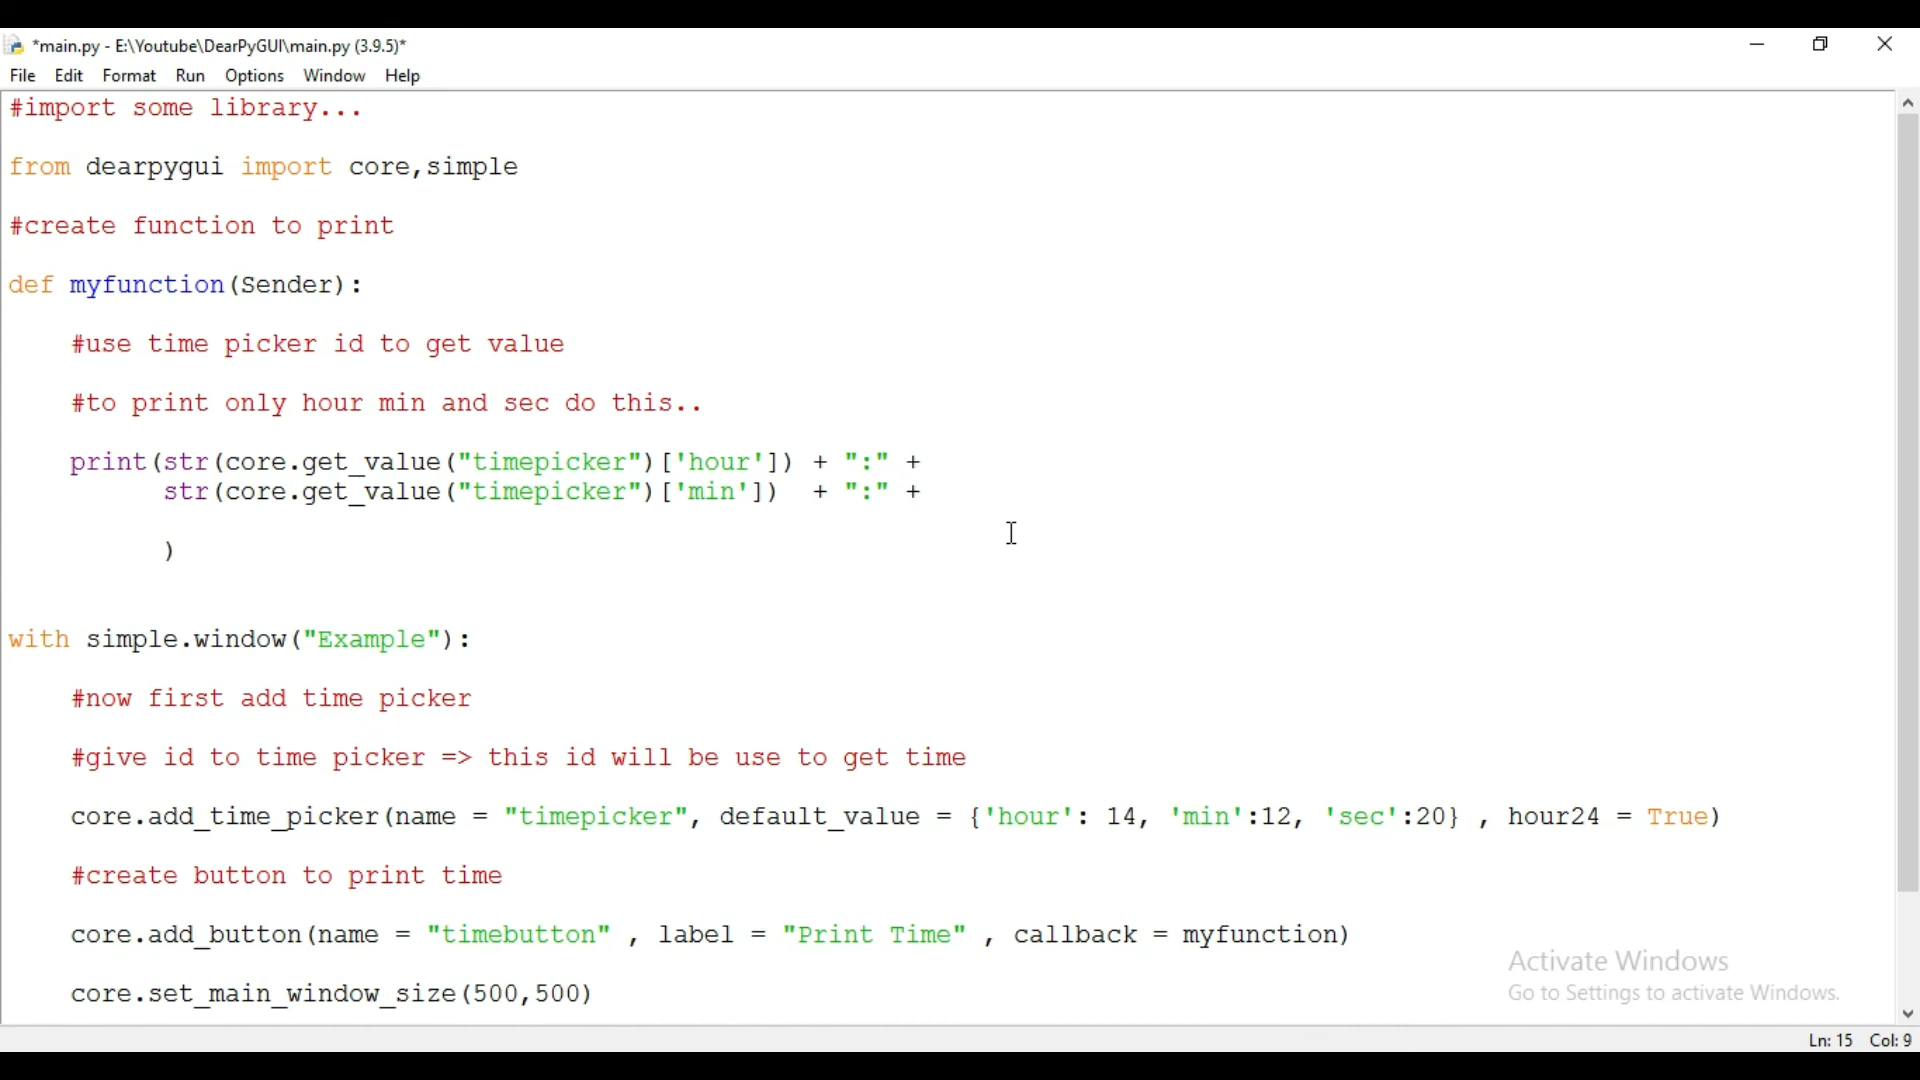 *main.py - E:\Youtube\DearPyGUI\main.py (3.9.5)*
File Edit Format Run Options Window Help
#import some library...
from dearpygui import core,simple
#create function to print
def myfunction(Sender):
#use time picker id to get value
#to print only hour min and sec do this..
print(str(core.get_value("timepicker")['hour']) + ":" +
str(core.get_value("timepicker")['min']) + ":" +
)
with simple.window("Example"):
#now first add time picker
#give id to time picker => this id will be use to get time
core.add_time_picker(name = "timepicker", default_value = {'hour': 14, 'min':12, 'sec':20} , hour24 = True)
#create button to print time
core.add_button(name = "timebutton" , label = "Print Time" , callback = myfunction)
core.set_main_window_size(500,500)
Activate Windows
Go to Settings to activate Windows.
Ln: 15 Col: 9